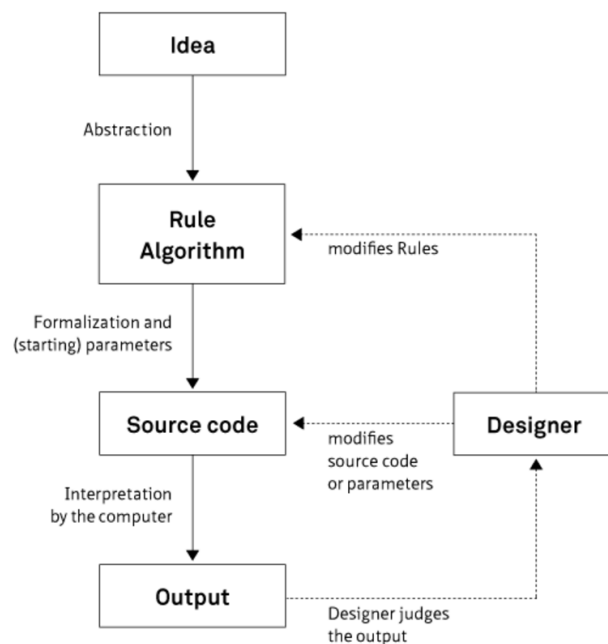 Idea
Abstraction
Rule
Algorithm
modifies Rules
Formalization and
(starting) parameters
Source code
modifies
source code
or parameters
Designer
Interpretation
by the computer
Output
Designer judges
the output